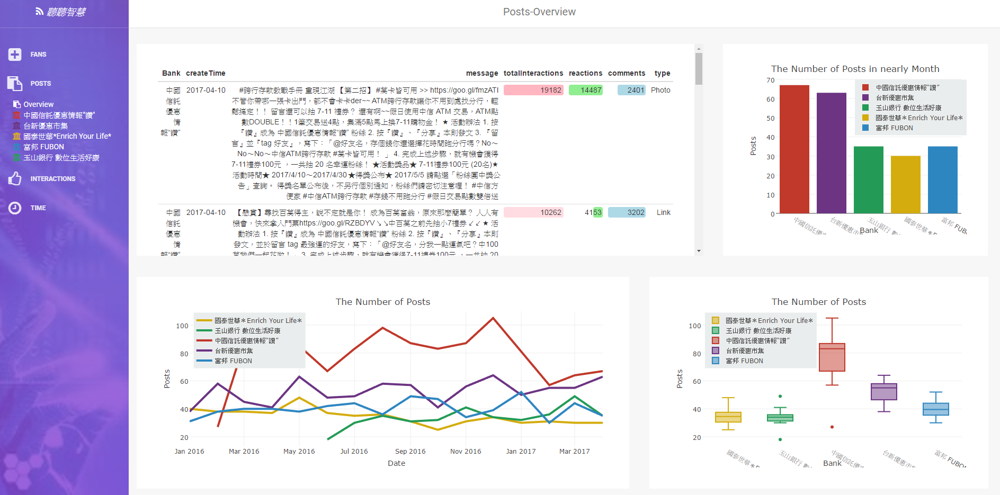 聽聽智慧
Posts-Overview
FANS
POSTS
Overview
中國信託優惠情報"讚"
台新優惠市集
國泰世華*Enrich Your Life*
富邦 FUBON
玉山銀行 數位生活好康
INTERACTIONS
TIME
Bank createTime message totalInteractions reactions comments type
中國 2017-04-10 #跨行存款教戰手冊 重現江湖 【第二招】 #萬卡皆可用 >> https://goo.gl/fmzATI 19182 14487 2401 Photo
信託 不管你帶哪一張卡出門，都不會卡卡der~~ ATM跨行存款讓你不用到處找分行，輕
優惠 鬆搞定！！ 留言還可以抽 7-11 禮券？ 還有啊~~假日使用中信 ATM 交易，ATM點
情 數DOUBLE！！1筆交易送4點，集滿5點馬上換7-11購物金！ ★ 活動辦法 1. 按
報“讚” 『讚』成為 中國信託優惠情報“讚” 粉絲 2. 按『讚』、『分享』本則發文 3. 『留
言』並『tag 好友』，寫下：「@好友名，存個錢你還選擇花時間跑分行嗎？No～
No～No～中信ATM跨行存款 #萬卡皆可用！ 」 4. 完成上述步驟，就有機會獲得
7-11禮券100元 ，一共抽 20 名幸運粉絲！ ★活動獎品★ 7-11禮券100元 (20名)★
活動時間★ 2017/4/10～2017/4/30 ★得獎公布★ 2017/5/5 請點選「粉絲團中獎公
告」查詢。 得獎名單公布後，不另行個別通知，粉絲們請密切注意喔！ #中信方
便家 #中信ATM跨行存款 #存錢不用跑分行 #假日交易點數雙倍送
中國 2017-04-10 【懸賞】尋找百萬得主，說不定就是你！ 成為百萬富翁，原來那麼簡單？ 人人有 10262 4153 3202 Link
信託 機會，快來拿入門票https://goo.gl/RZBDYV↘↘中百萬之前先抽小7禮券↙↙★ 活
優惠 動辦法 1. 按『讚』成為 中國信託優惠情報“讚” 粉絲 2. 按『讚』、『分享』本則
情 發文，並於留言 tag 最強運的好友，寫下：「@好友名，分我一點運氣吧？中100
報“讚” 萬我們一起花啦！ 」 3. 完成上述步驟，就有機會獲得7-11禮券100元 ，一共抽 20
The Number of Posts in nearly Month
中國信託優惠情報“讚”
台新優惠市集
玉山銀行 數位生活好康
國泰世華＊Enrich Your Life＊
富邦 FUBON
70
60
50
40
30
20
10
0
Posts
中國信託優
台新優惠市
玉山銀行 數
國泰世華＊E
富邦 FUB
Bank
The Number of Posts
國泰世華＊Enrich Your Life＊
玉山銀行 數位生活好康
中國信託優惠情報“讚”
台新優惠市集
富邦 FUBON
100
80
60
40
20
Posts
Jan 2016 Mar 2016 May 2016 Jul 2016 Sep 2016 Nov 2016 Jan 2017 Mar 2017
Date
The Number of Posts
國泰世華＊Enrich Your Life＊
玉山銀行 數位生活好康
中國信託優惠情報“讚”
台新優惠市集
富邦 FUBON
100
80
60
40
20
Posts
國泰世華＊E
玉山銀行 數
中國信託優
台新優惠市
富邦 FUBON
Bank